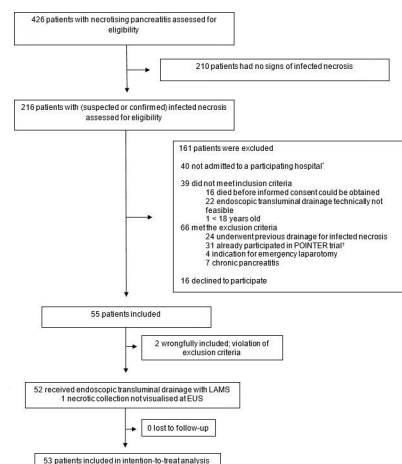 426 patients with necrotising pancreatitis assessed for
eligibility
210 patients had no signs of infected necrosis
216 patients with (suspected or confirmed) infected necrosis
assessed for eligibility
161 patients were excluded
40 not admitted to a participating hospital*
39 did not meet inclusion criteria
16 died before informed consent could be obtained
22 endoscopic transluminal drainage technically not
feasible
1 < 18 years old
66 met the exclusion criteria
24 underwent previous drainage for infected necrosis
31 already participated in POINTER trial†
4 indication for emergency laparotomy
7 chronic pancreatitis
16 declined to participate
55 patients included
2 wrongfully included; violation of
exclusion criteria
52 received endoscopic transluminal drainage with LAMS
1 necrotic collection not visualised at EUS
0 lost to follow-up
53 patients included in intention-to-treat analysis